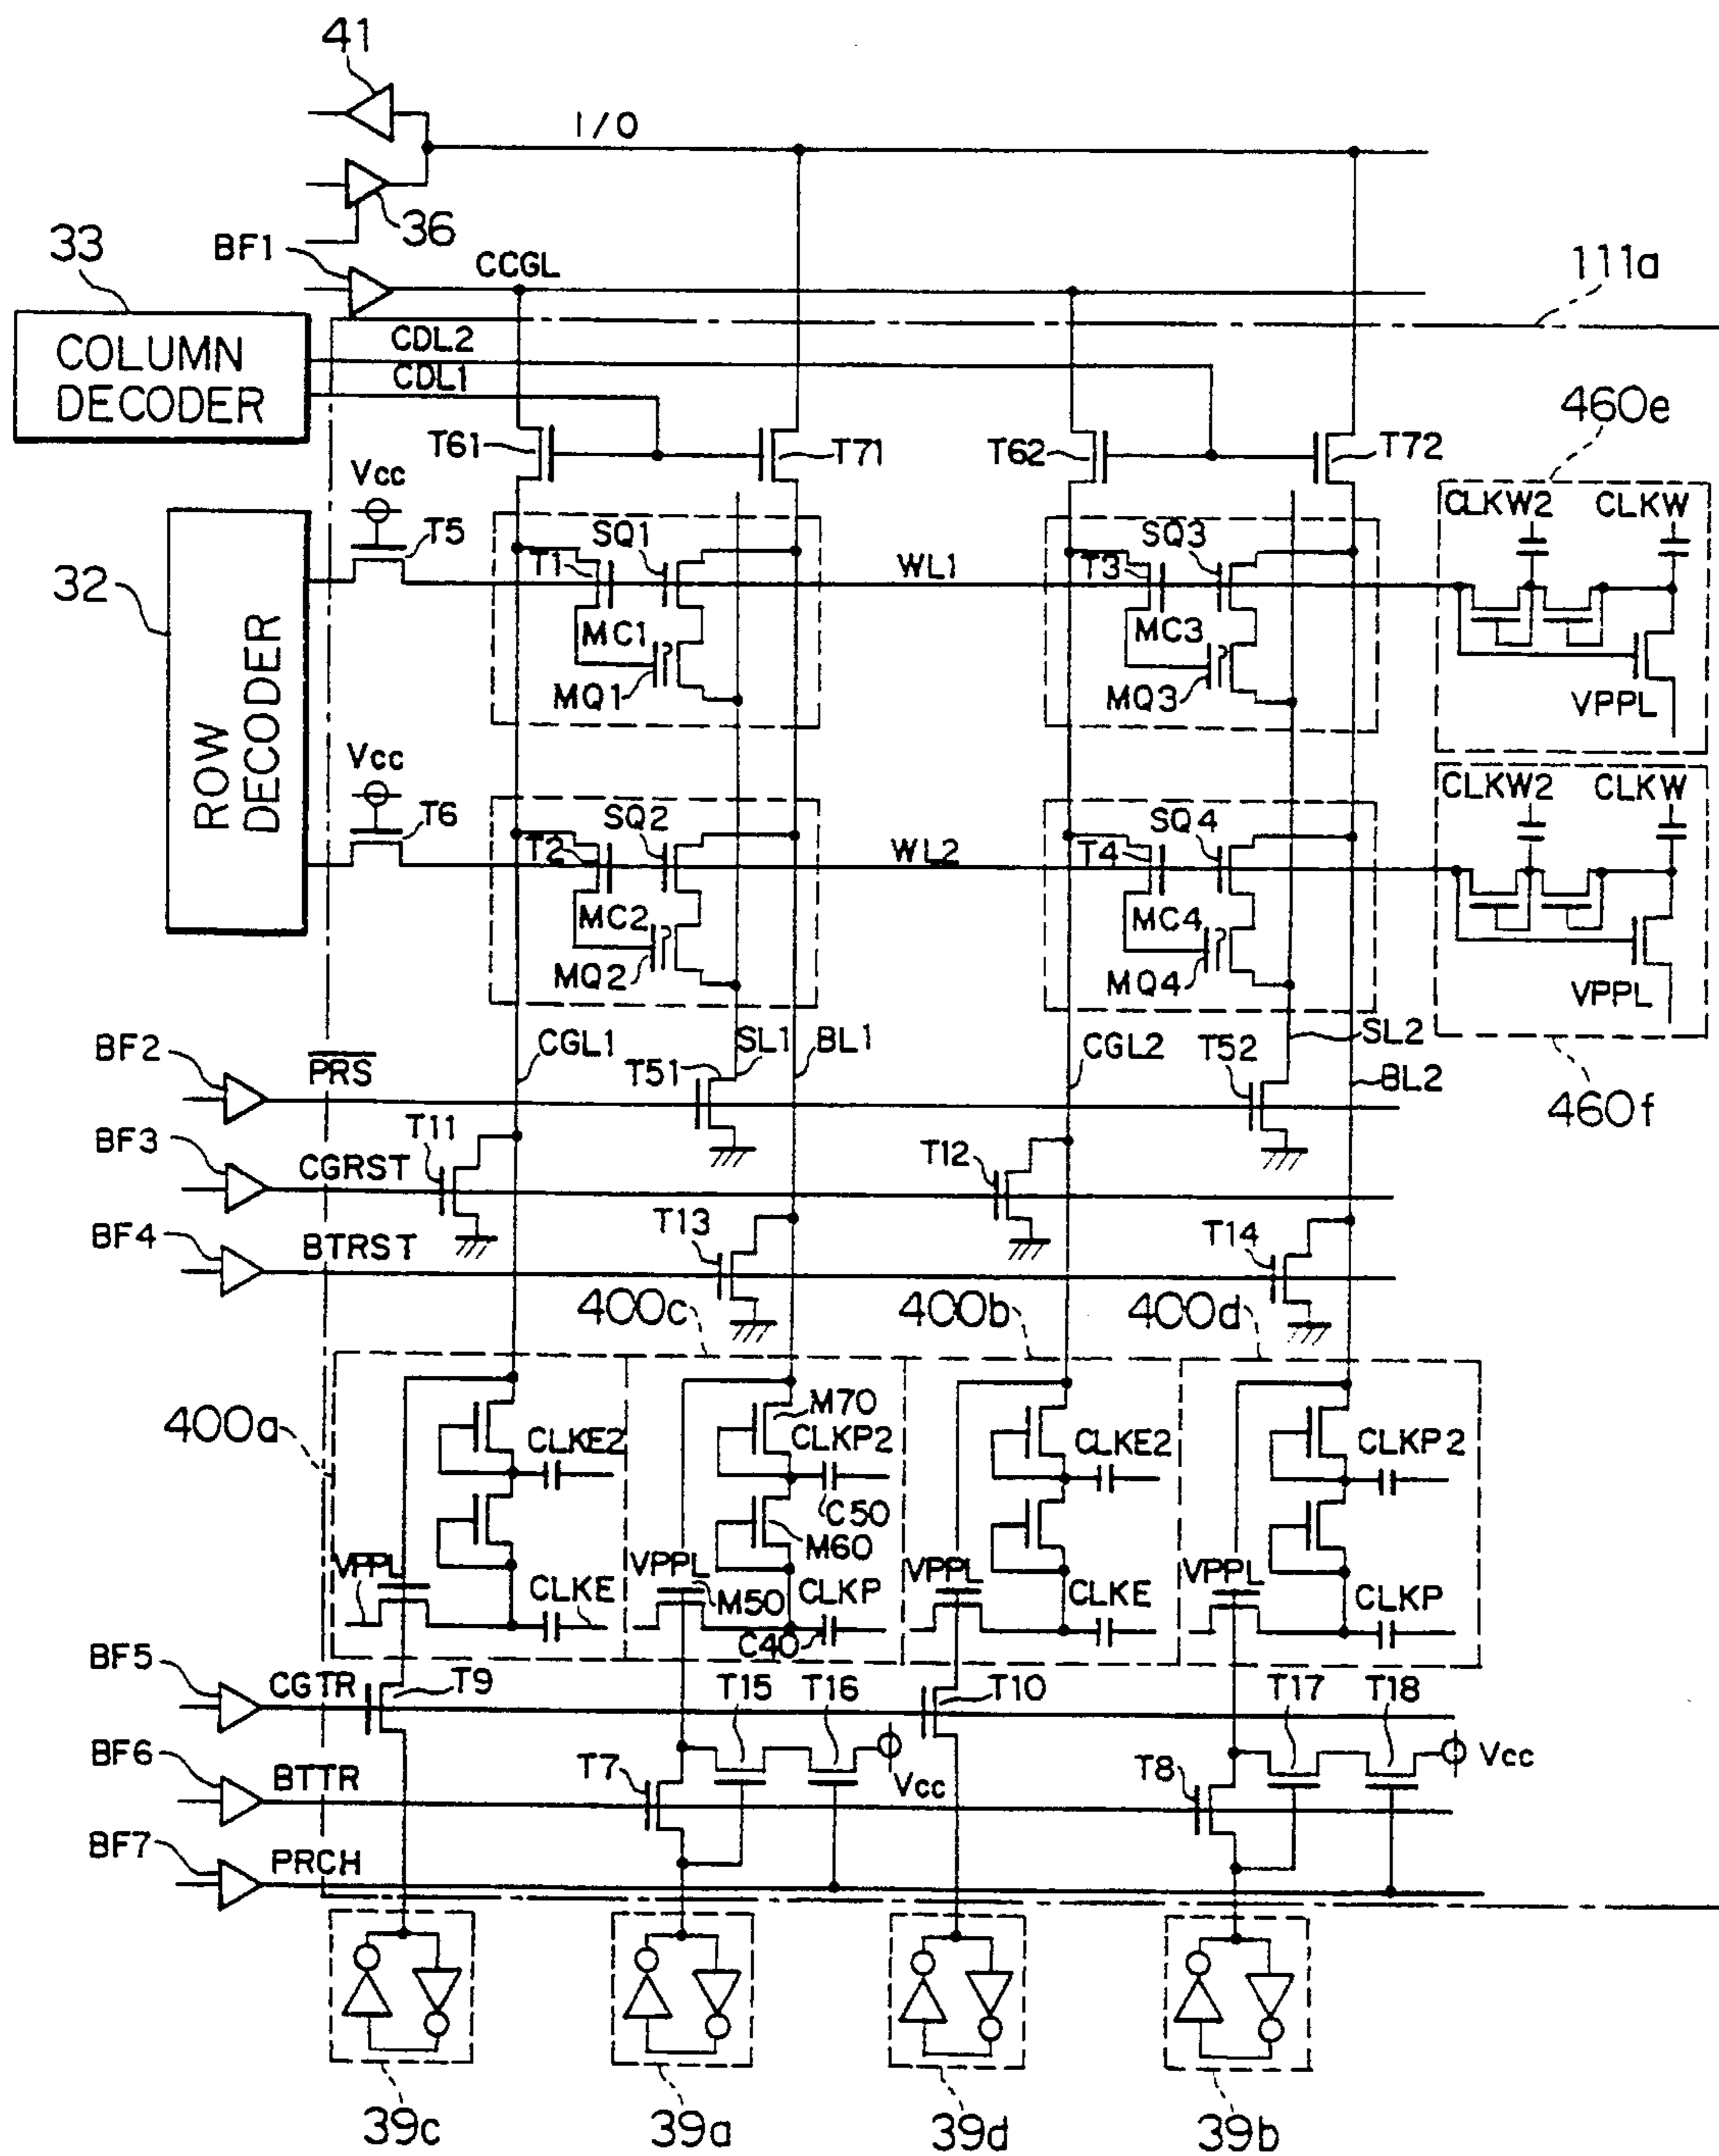 41
I/O
36
33
BF1
CCGL
111a
COLUMN
DECODER
CDL2
CDL1
460e
T61
T71
T62
T72
Vcc
CLKW2
CLKW
T5
SQ1
SQ3
T1
WL1
T3
32
MC1
MC3
MQ1
MQ3
VPPL
ROW
DECODER
Vcc
CLKW2
CLKW
T6
SQ2
SQ4
T2
WL2
T4
MC2
MC4
MQ2
MQ4
VPPL
BF2
PRS
CGL1
T51
SL1
BL1
CGL2
T52
SL2
BL2
460f
BF3
CGRST
T11
T12
BF4
BTRST
T13
T14
400c
400b
400d
400a
M70
CLKE2
CLKP2
CLKE2
CLKP2
C50
M60
VPPL
VPPL
VPPL
VPPL
CLKE
M50
CLKP
CLKE
CLKP
C40
BF5
CGTR
T9
T15
T16
T10
T17
T18
BF6
BTTR
T7
Vcc
T8
Vcc
BF7
PRCH
39c
39a
39d
39b